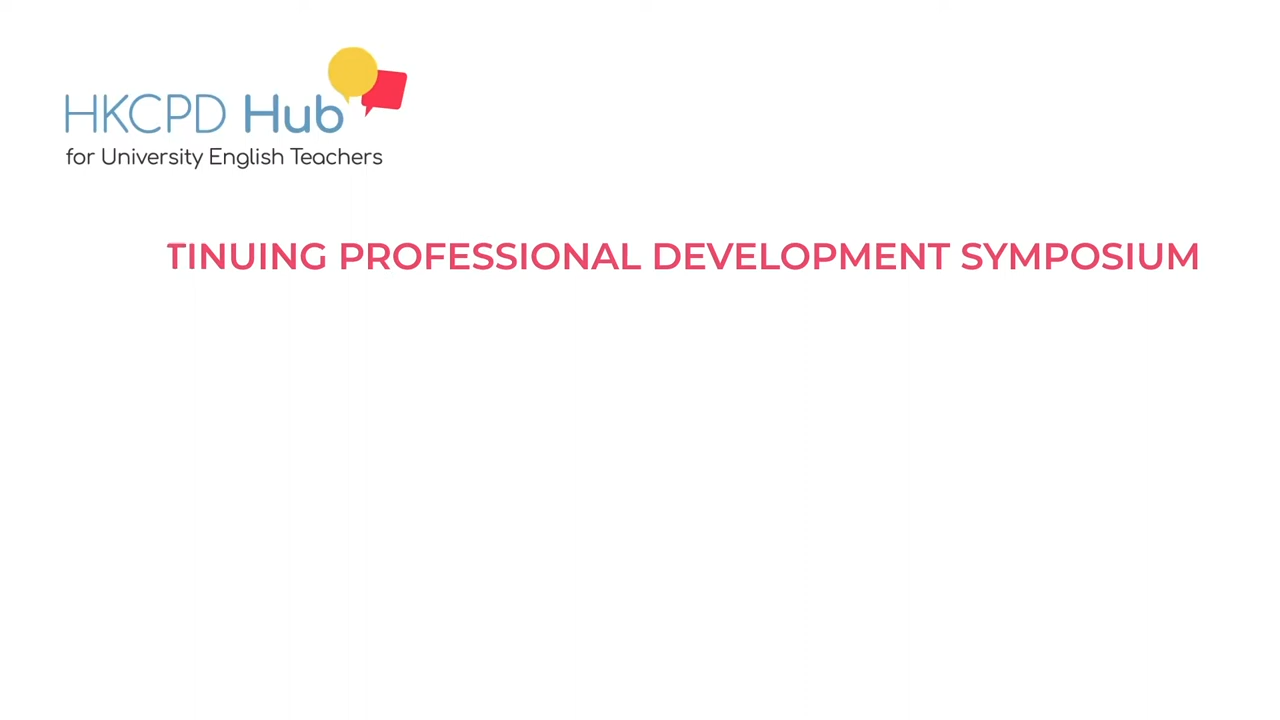 HKCPD Hub
for University English Teachers
TINUING PROFESSIONAL DEVELOPMENT SYMPOSIUM